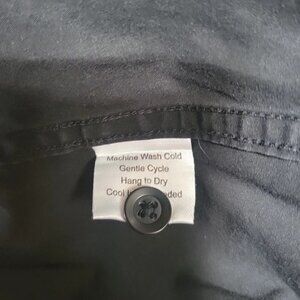 Machine Wash Cold
Gentle Cycle
Hang to Dry
Cool